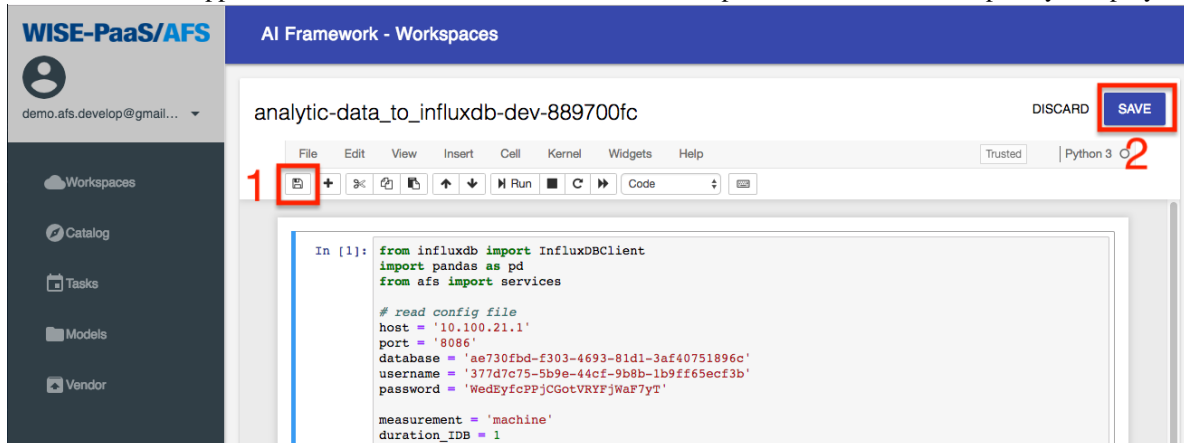 WISE-PaaS/AFS
AI Framework - Workspaces
demo.afs.develop@gmail...
analytic-data_to_influxdb-dev-889700fc
DISCARD
SAVE
2
File Edit View Insert Cell Kernel Widgets Help
Trusted
Python 3
1
Run
Code
Workspaces
Catalog
Tasks
Models
Vendor
In [1]:
from influxdb import InfluxDBClient
import pandas as pd
from afs import services
# read config file
host = '10.100.21.1'
port = '8086'
database = 'ae730fbd-f303-4693-81d1-3af40751896c'
username = '377d7c75-5b9e-44cf-9b8b-1b9ff65ecf3b'
password = 'WedEyfcPPjCGotVRYFjWaF7yT'
measurement = 'machine'
duration_IDB = 1